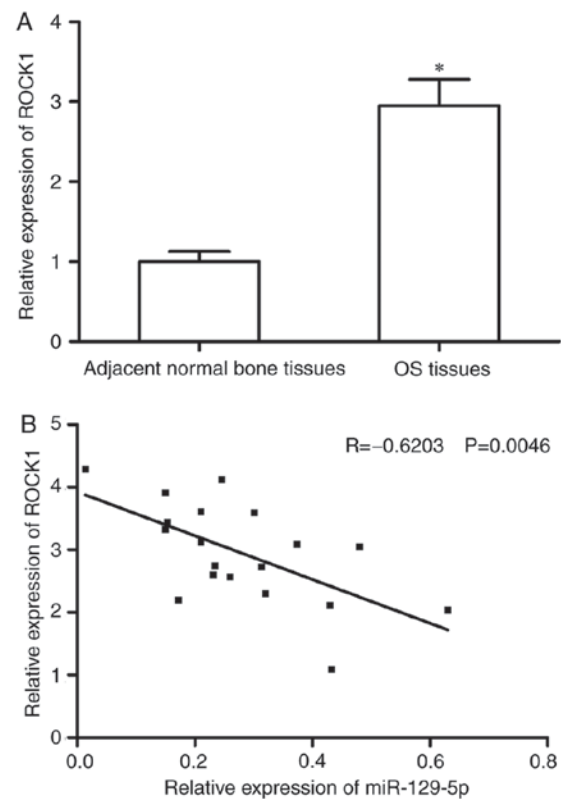 A
Relative expression of ROCK1
4
3
2
1
0
*
Adjacent normal bone tissues
OS tissues
B
Relative expression of ROCK1
5
4
3
2
1
0
R=−0.6203 P=0.0046
0.0 0.2 0.4 0.6 0.8
Relative expression of miR-129-5p